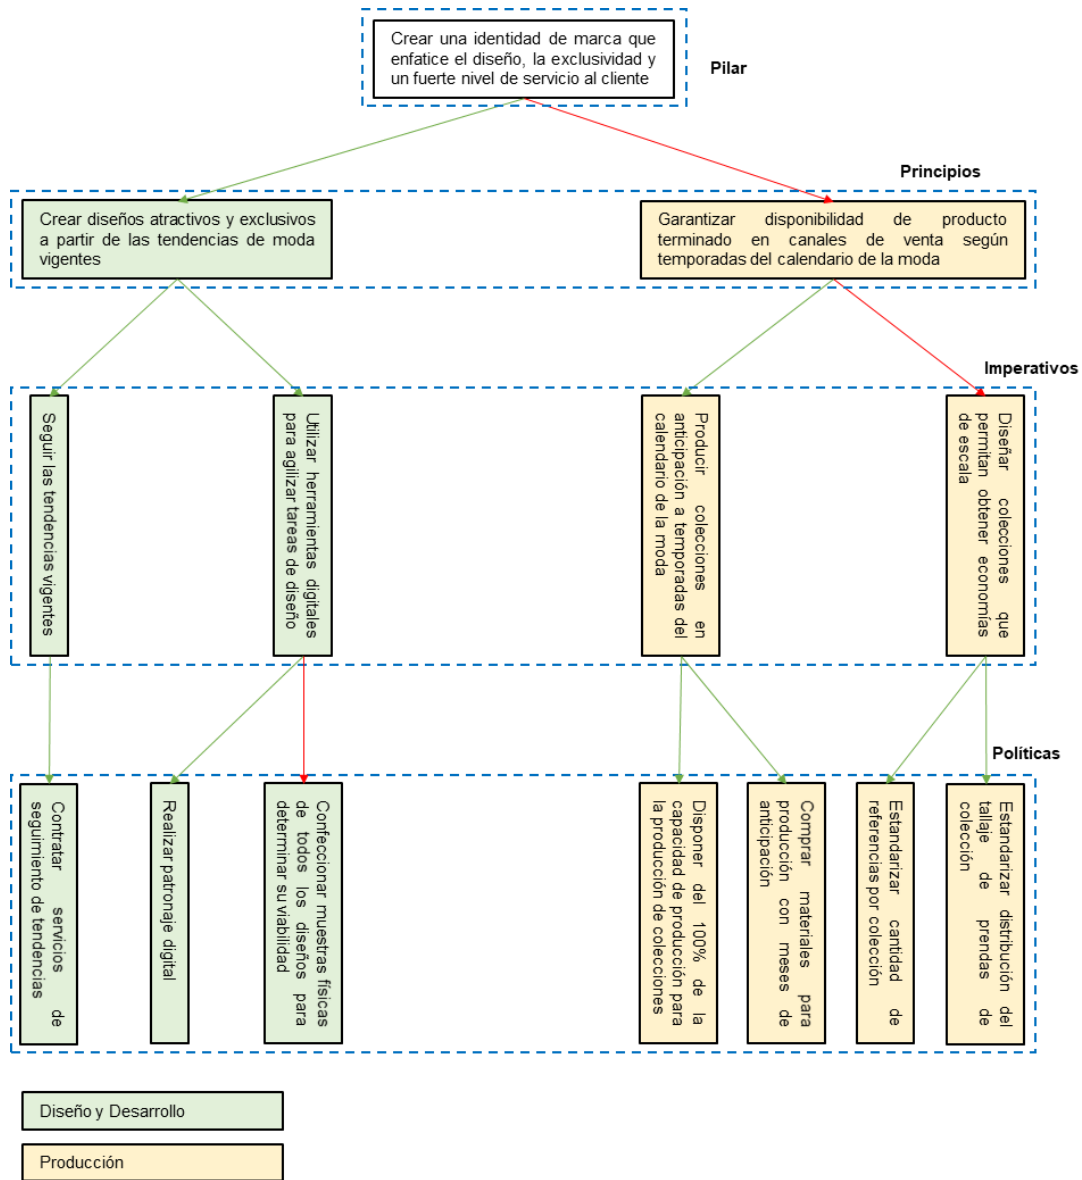 Crear una identidad de marca que
enfatice el diseño, la exclusividad y
un fuerte nivel de servicio al cliente
Pilar
Principios
Crear diseños atractivos y exclusivos
a partir de las tendencias de moda
vigentes
Garantizar disponibilidad de producto
terminado en canales de venta según
temporadas del calendario de la moda
Imperativos
Seguir las tendencias vigentes
Utilizar herramientas digitales
para agilizar tareas de diseño
Producir colecciones en
anticipación a temporadas del
calendario de la moda
Diseñar colecciones que
permitan obtener economías
de escala
Políticas
Contratar servicios de
seguimiento de tendencias
Realizar patronaje digital
Confeccionar muestras físicas
de todos los diseños para
determinar su viabilidad
Disponer del 100% de la
capacidad de producción para
la producción de colecciones
Comprar materiales para
producción con meses de
anticipación
Estandarizar cantidad de
referencias por colección
Estandarizar distribución del
tallaje de prendas de
colección
Diseño y Desarrollo
Producción